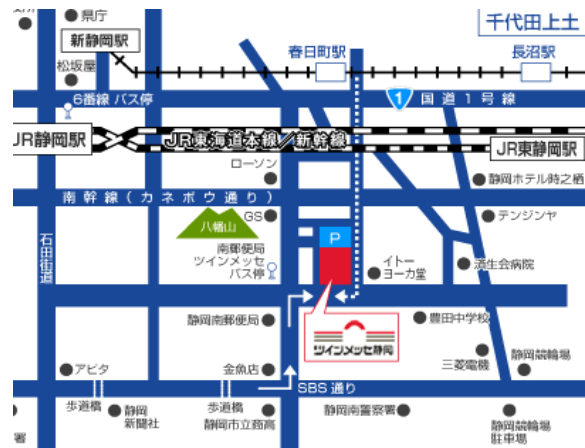 県庁
千代田上土
新静岡駅
春日町駅
長沼駅
松坂屋
6番線 バス停
1
国道1号線
JR静岡駅
JR東海道本線/新幹線
JR東静岡駅
ローソン
静岡ホテル時之栖
南幹線(カネボウ通り)
GS
テンジンヤ
八幡山
P
石田街道
南郵便局
ツインメッセ
バス停
イトー
ヨーカ堂
済生会病院
静岡南郵便局
豊田中学校
ツインメッセ静岡
三菱電機
静岡競輪場
アピタ
金魚店
SBS通り
歩道橋
静岡
新聞社
歩道橋
静岡市立商高
静岡南警察署
静岡競輪場
駐車場
署